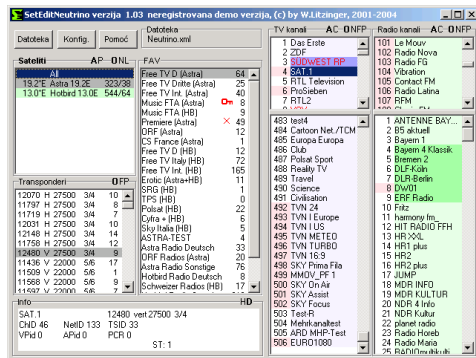 SetEditNeutrino verzija 1.03 neregistrovana demo verzija, (c) by W.Litzinger, 2001-2004
Datoteka
Konfig.
Pomoć
Datoteka
Neutrino.xml
Sateliti AP ONL
All
19.2°E Astra 19.2E 323/38
13.0°E Hotbird 13.0E 544/64
Transponderi OFP
12070 H 27500 3/4 10
11797 H 27500 3/4 8
11719 H 27500 3/4 7
12031 H 27500 3/4 10
12148 H 27500 3/4 14
11758 H 27500 3/4 12
12480 V 27500 3/4 9
11436 V 22000 5/6 17
11509 V 22000 5/6 1
11568 V 22000 5/6 9
11597 V 22000 5/6 7
FAV
Free TV D (Astra) 64
Free TV Dritte (Astra) 25
Free TV Int. (Astra) 40
Music FTA (Astra) 8
Music FTA (HB) 9
Premiere (Astra) 49
ORF (Astra) 12
CS France (Astra) 1
Free TV D (HB) 12
Free TV Italy (HB) 72
Free TV Int. (HB) 165
Erotic (Astra+HB) 11
SRG (HB) 1
TPS (HB) 0
Polsat (HB) 22
Cyfra + (HB) 6
Sky Italia (HB) 5
ASTRA-TEST 4
Astra Radio Deutsch 33
ORF Radios (Astra) 20
Astra Radio Sonstige 76
Hotbird Radio Deutsch 8
Schweizer Radios (HB) 17
Info HD
SAT.1 12480 vert 27500 3/4
CND 46 NetID 133 TSID 33
VPid 0 APid 0 PCR 0
ST: 1
TV kanali AC ONFP
1 Das Erste
2 ZDF
3 SÜDWEST RP
4 SAT.1
5 RTL Television
6 ProSieben
7 RTL2
483 test4
484 Cartoon Net./TCM
485 Europa Europa
486 Club
487 Polsat Sport
488 Reality TV
489 Travel
490 Science
491 Civilisation
492 TVN 24
493 TVN I Europe
494 TVN I US
495 TVN METEO
496 TVN TURBO
497 TVN 16:9
498 SKY Prima Fila
499 MMOV_PF 1
500 SKY On Air
501 SKY Assist
502 SKY Focus
503 Test-R
504 Mehrkanaltest
505 ARD MHP-Test
506 EURO1080
Radio kanali AC ONFP
101 Le Mouv
102 Radio Nova
103 Radio FG
104 Vibration
105 Contact FM
106 Radio Latina
107 RFM
1 ANTENNE BAY...
2 B5 aktuell
3 Bayern 1
4 Bayern 4 Klassik
5 Bremen 2
6 DLF-Köln
7 DLR-Berlin
8 DW01
9 ERF Radio
10 Fritz
11 harmony fm_
12 HIT RADIO FFH
13 HR XXL
14 HR1 plus
15 HR2
16 HR2 plus
17 JUMP
18 MDR INFO
19 MDR KULTUR
20 NDR 4 Info
21 NDR Kultur
22 planet radio
23 Radio Horeb
24 Radio Maria
25 RADIOmultikulti